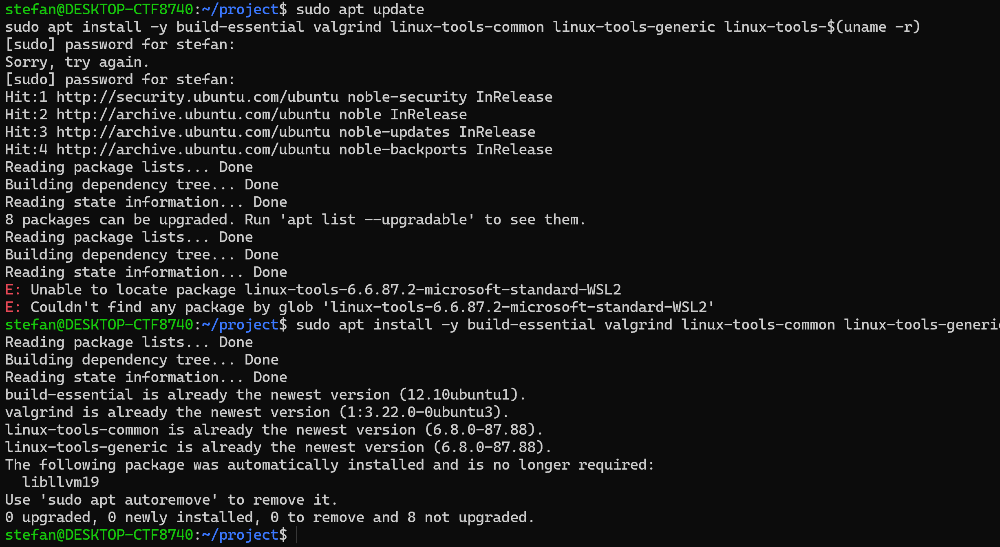 stefan@DESKTOP-CTF8740:~/project$ sudo apt update
sudo apt install -y build-essential valgrind linux-tools-common linux-tools-generic linux-tools-$(uname -r)
[sudo] password for stefan:
Sorry, try again.
[sudo] password for stefan:
Hit:1 http://security.ubuntu.com/ubuntu noble-security InRelease
Hit:2 http://archive.ubuntu.com/ubuntu noble InRelease
Hit:3 http://archive.ubuntu.com/ubuntu noble-updates InRelease
Hit:4 http://archive.ubuntu.com/ubuntu noble-backports InRelease
Reading package lists... Done
Building dependency tree... Done
Reading state information... Done
8 packages can be upgraded. Run 'apt list --upgradable' to see them.
Reading package lists... Done
Building dependency tree... Done
Reading state information... Done
E: Unable to locate package linux-tools-6.6.87.2-microsoft-standard-WSL2
E: Couldn't find any package by glob 'linux-tools-6.6.87.2-microsoft-standard-WSL2'
stefan@DESKTOP-CTF8740:~/project$ sudo apt install -y build-essential valgrind linux-tools-common linux-tools-generic
Reading package lists... Done
Building dependency tree... Done
Reading state information... Done
build-essential is already the newest version (12.10ubuntu1).
valgrind is already the newest version (1:3.22.0-0ubuntu3).
linux-tools-common is already the newest version (6.8.0-87.88).
linux-tools-generic is already the newest version (6.8.0-87.88).
The following package was automatically installed and is no longer required:
  libllvm19
Use 'sudo apt autoremove' to remove it.
0 upgraded, 0 newly installed, 0 to remove and 8 not upgraded.
stefan@DESKTOP-CTF8740:~/project$